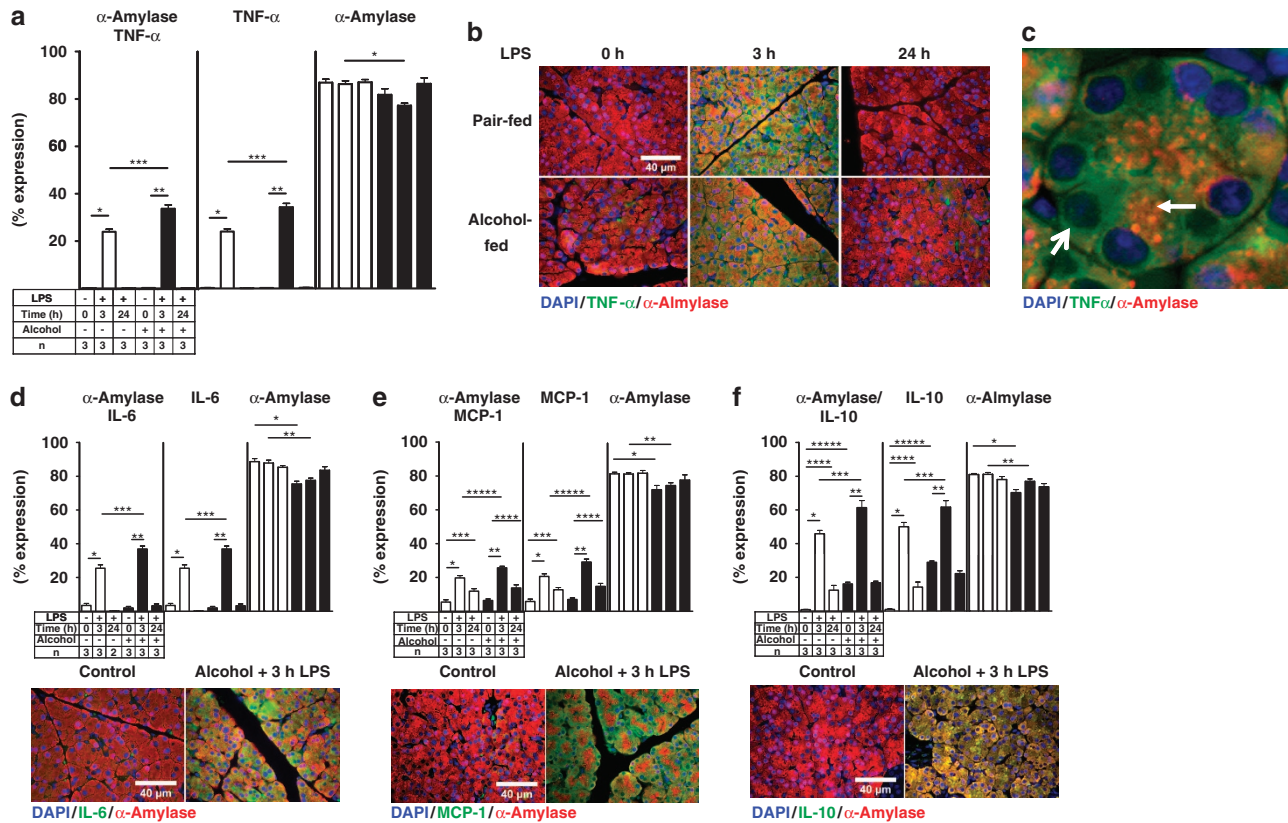 a
α-Amylase
TNF-α
TNF-α
α-Amylase
(% expression)
100
80
60
40
20
*
***
**
*
***
**
*
LPS - + + - + +
Time (h) 0 3 24 0 3 24
Alcohol - - - + + +
n 3 3 3 3 3 3
b
LPS 0 h 3 h 24 h
Pair-fed
40 µm
Alcohol-
fed
DAPI/TNF-α/α-Almylase
c
DAPI/TNFα/α-Amylase
d
α-Amylase
IL-6
IL-6
α-Amylase
(% expression)
100
80
60
40
20
*
***
**
*
***
**
*
**
LPS - + + - + +
Time (h) 0 3 24 0 3 24
Alcohol - - - + + +
n 3 3 2 3 3 3
Control Alcohol + 3 h LPS
40 µm
DAPI/IL-6/α-Amylase
e
α-Amylase
MCP-1
MCP-1
α-Amylase
(% expression)
100
80
60
40
20
*****
****
***
**
*
*****
****
***
**
*
**
*
LPS - + + - + +
Time (h) 0 3 24 0 3 24
Alcohol - - - + + +
n 3 3 3 3 3 3
Control Alcohol + 3 h LPS
40 µm
DAPI/MCP-1/α-Amylase
f
α-Amylase/
IL-10
IL-10
α-Almylase
(% expression)
100
80
60
40
20
*****
****
***
**
*
*****
****
***
**
*
*
**
LPS - + + - + +
Time (h) 0 3 24 0 3 24
Alcohol - - - + + +
n 3 3 3 3 3 3
Control Alcohol + 3 h LPS
40 µm
DAPI/IL-10/α-Amylase